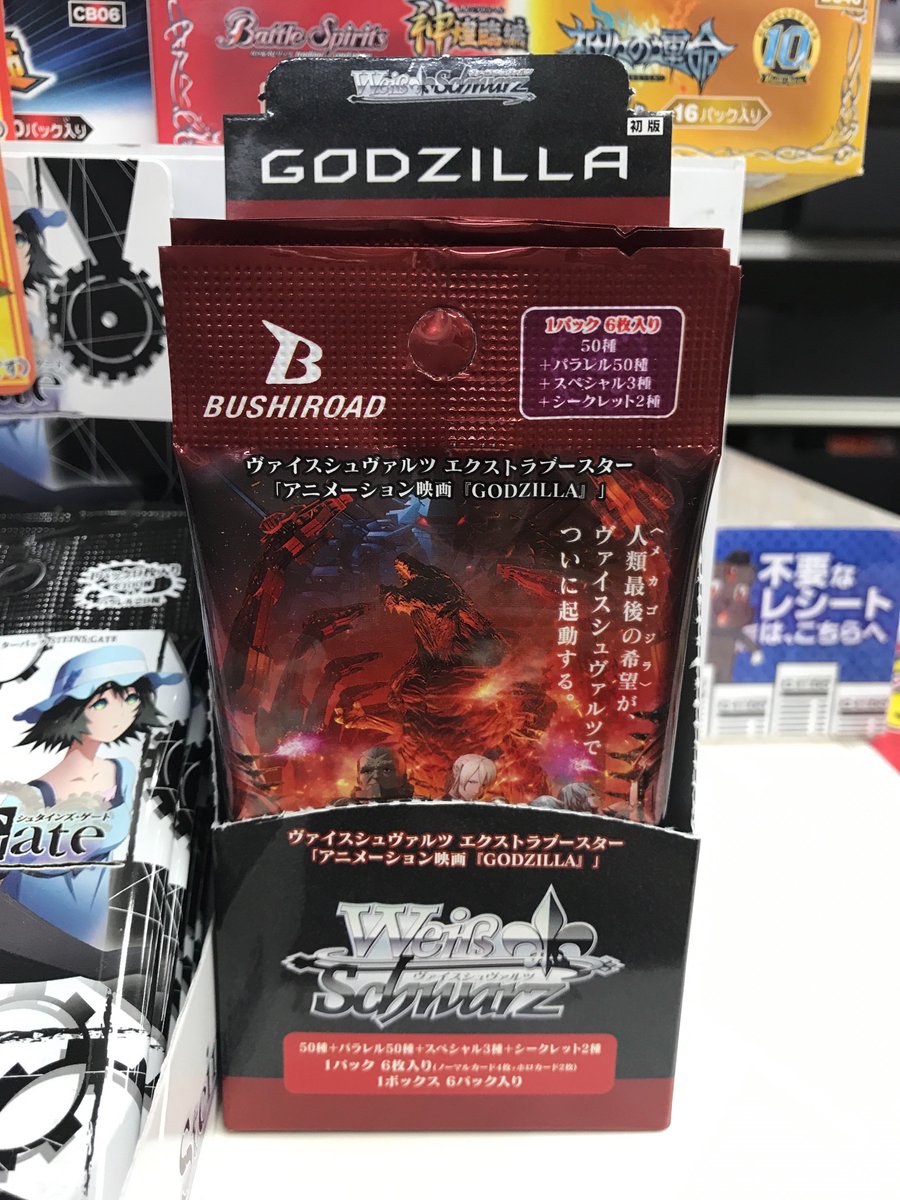 CB06
Battle Spirits
神煌臨編
神々の運命
10
0パック入り
16パック入り
Weiß Schwarz
初版
GODZILLA
B
BUSHIROAD
1パック 6枚入り
50種
+パラレル50種
+スペシャル3種
+シークレット2種
ヴァイスシュヴァルツ エクストラブースター
「アニメーション映画『GODZILLA』」
人類最後の希望が、
(メカゴジラ)
ヴァイスシュヴァルツで
ついに起動する。
不要な
レシート
は、こちらへ
STEINS;GATE
シュタインズ・ゲート
Gate
ヴァイスシュヴァルツ エクストラブースター
「アニメーション映画『GODZILLA』」
Weiß
Schwarz
ヴァイスシュヴァルツ
50種+パラレル50種+スペシャル3種+シークレット2種
1パック 6枚入り(ノーマルカード4枚+ホロカード2枚)
1ボックス 6パック入り